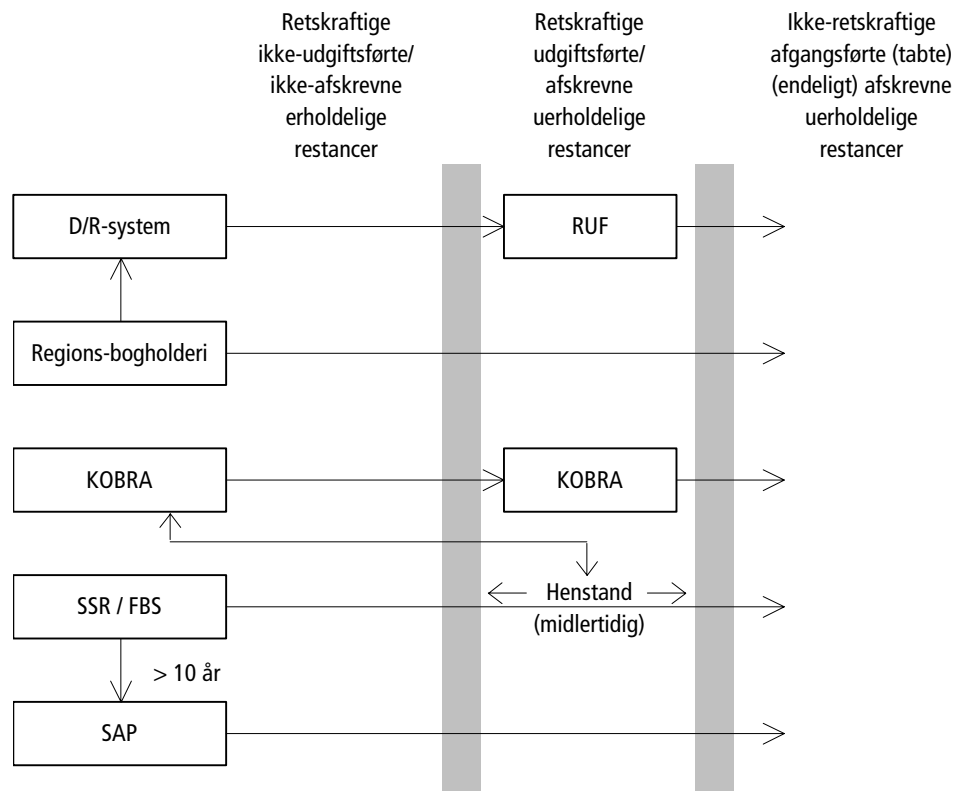 Retskraftige
ikke-udgiftsførte/
ikke-afskrevne
erholdelige
restancer
Retskraftige
udgiftsførte/
afskrevne
uerholdelige
restancer
Ikke-retskraftige
afgangsførte (tabte)
(endeligt) afskrevne
uerholdelige
restancer
D/R-system
RUF
Regions-bogholderi
KOBRA
KOBRA
SSR / FBS
Henstand
(midlertidig)
> 10 år
SAP